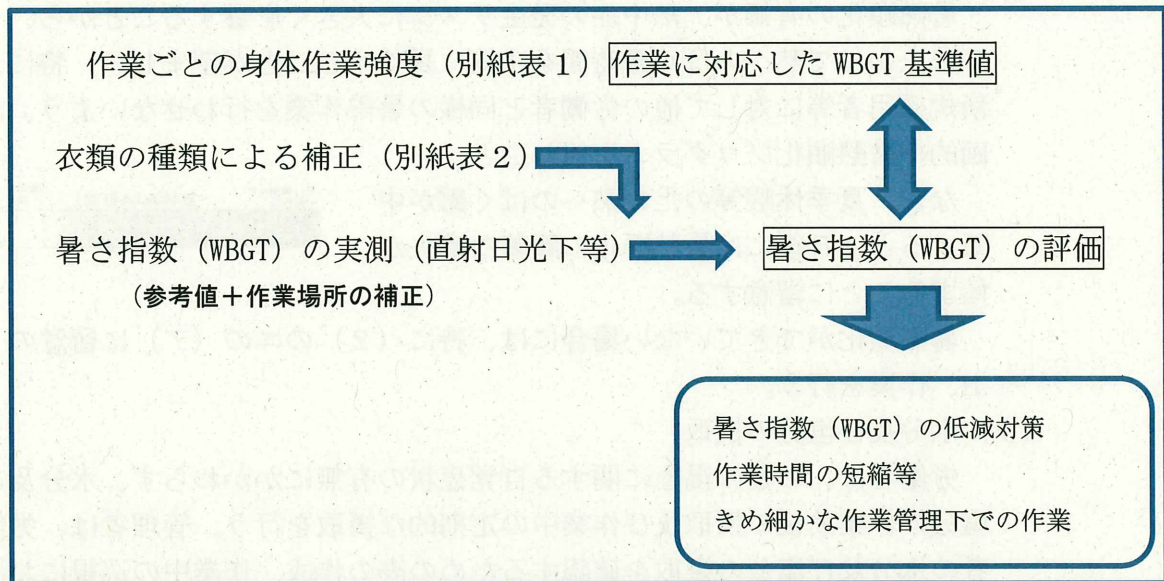 作業ごとの身体作業強度（別紙表１）作業に対応した WBGT 基準値
衣類の種類による補正（別紙表２）
暑さ指数（WBGT）の実測（直射日光下等）
暑さ指数（WBGT）の評価
（参考値＋作業場所の補正）
暑さ指数（WBGT）の低減対策
作業時間の短縮等
きめ細かな作業管理下での作業